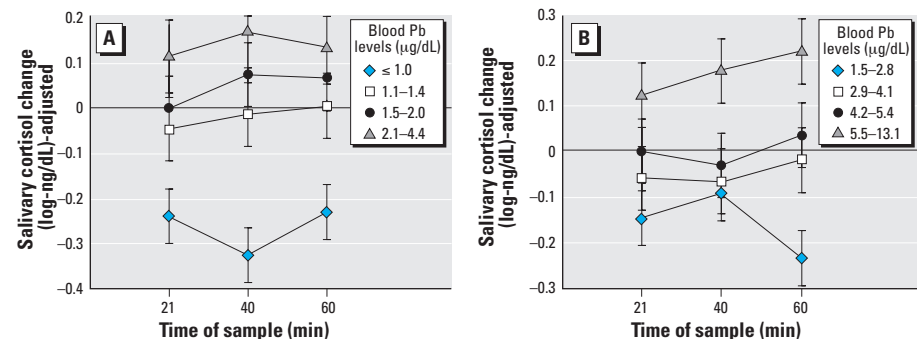 A
Salivary cortisol change
(log-ng/dL)-adjusted
0.2
0.1
0
–0.1
–0.2
–0.3
–0.4
21
40
60
Time of sample (min)
Blood Pb
levels (µg/dL)
≤ 1.0
1.1–1.4
1.5–2.0
2.1–4.4
B
Salivary cortisol change
(log-ng/dL)-adjusted
0.3
0.2
0.1
0
–0.1
–0.2
–0.3
21
40
60
Time of sample (min)
Blood Pb
levels (µg/dL)
1.5–2.8
2.9–4.1
4.2–5.4
5.5–13.1